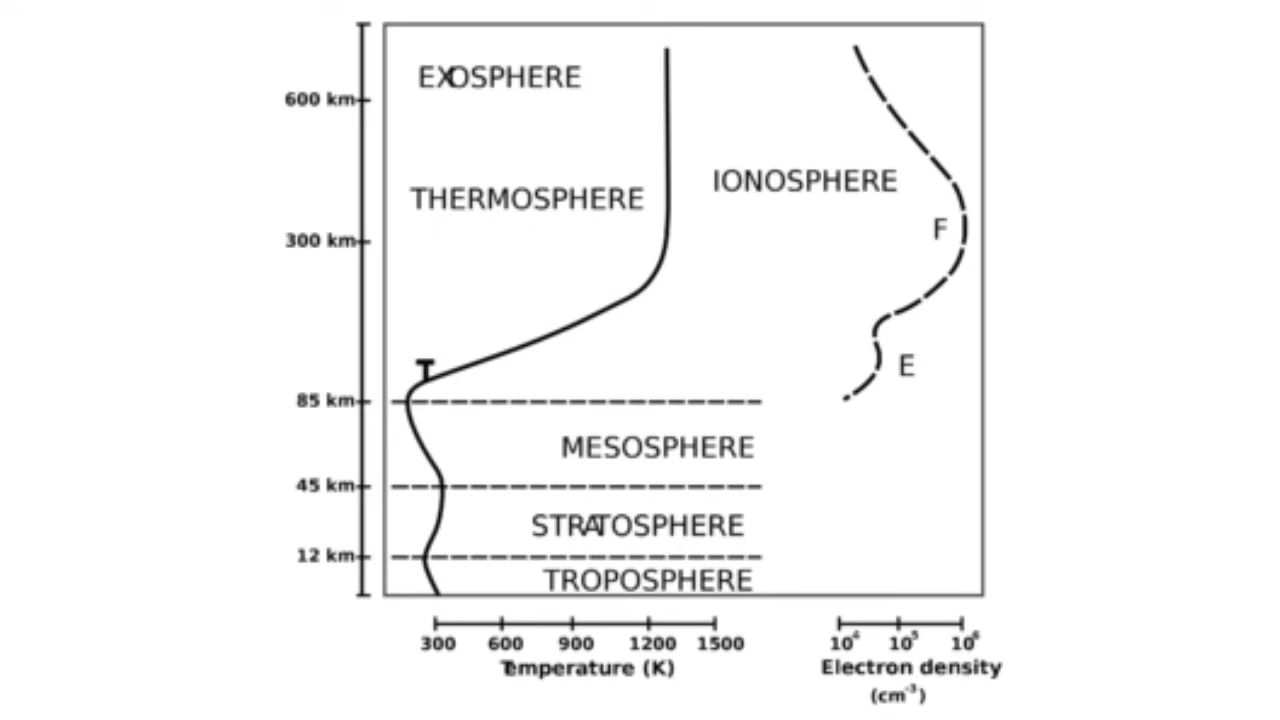 EXOSPHERE
600 km
IONOSPHERE
THERMOSPHERE
F
300 km
T
E
85 km
MESOSPHERE
45 km
STRATOSPHERE
12 km
TROPOSPHERE
300 600 900 1200 1500
10⁴ 10⁵ 10⁶
Temperature (K)
Electron density
(cm⁻³)